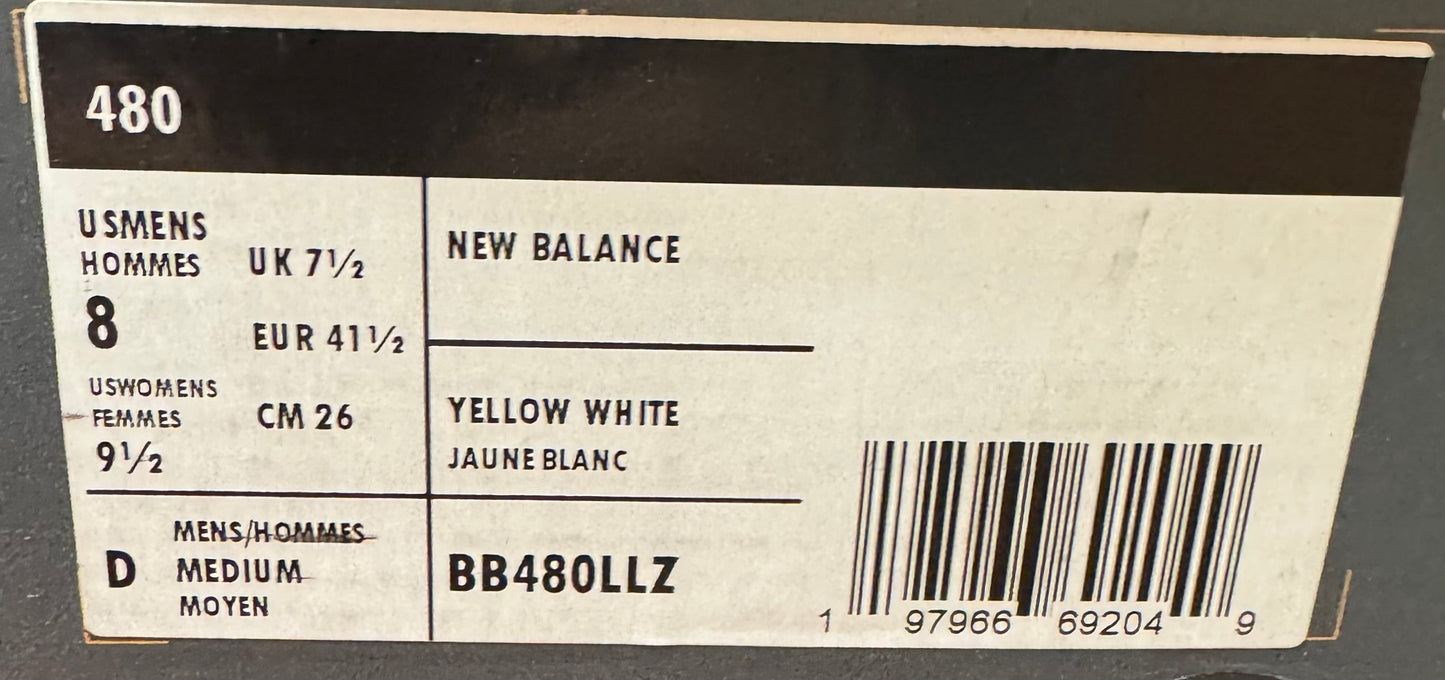 480
USMENS
HOMMES
8
USWOMENS
FEMMES
9½
UK 7½
EUR 41½
CM 26
D
MENS/HOMMES
MEDIUM
MOYEN
NEW BALANCE
YELLOW WHITE
JAUNE BLANC
BB480LLZ
1 97966 69204 9